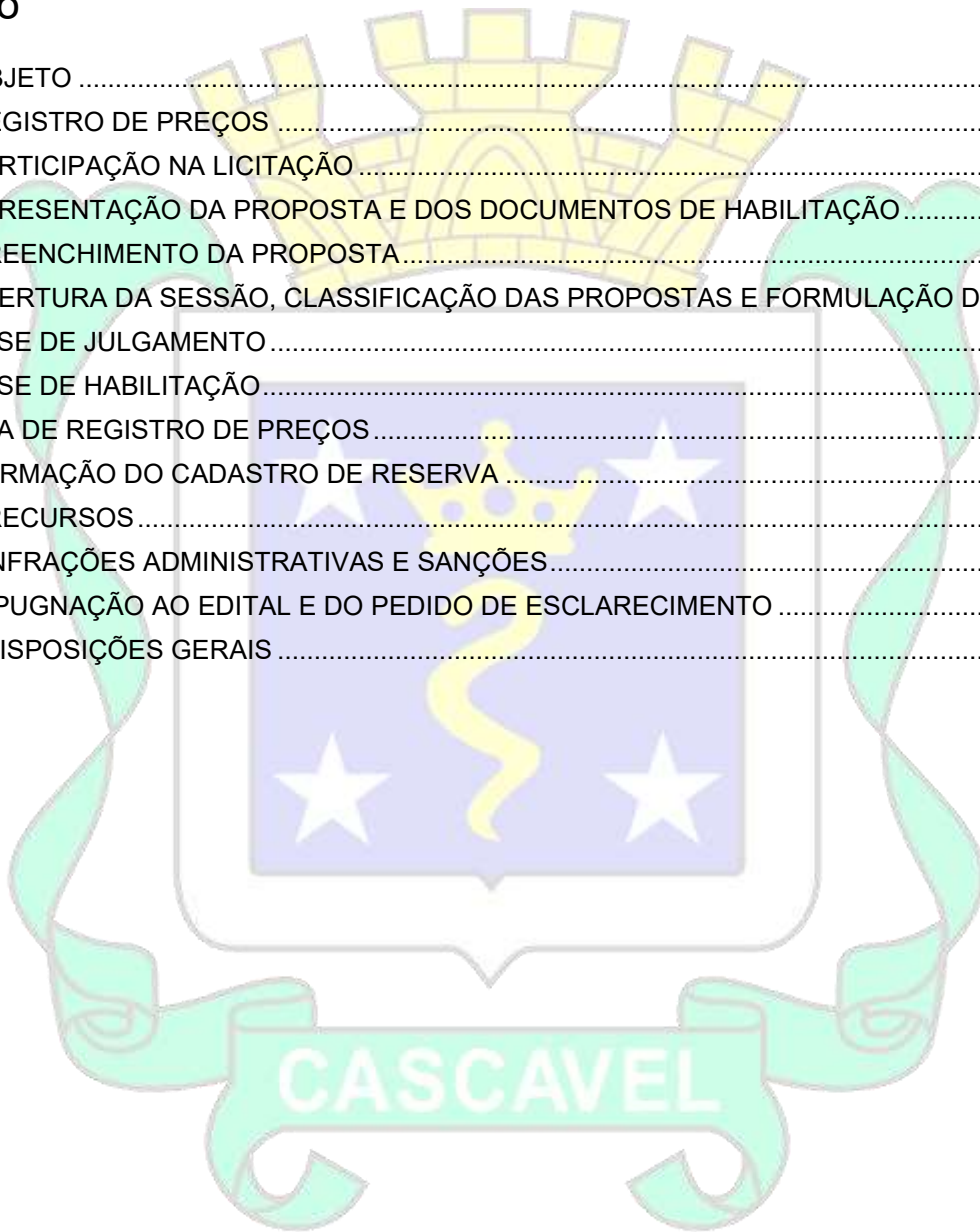 O
BJETO
EGISTRO DE PREÇOS
RTICIPAÇÃO NA LICITAÇÃO
RESENTAÇÃO DA PROPOSTA E DOS DOCUMENTOS DE HABILITAÇÃO
REENCHIMENTO DA PROPOSTA
ERTURA DA SESSÃO, CLASSIFICAÇÃO DAS PROPOSTAS E FORMULAÇÃO D
SE DE JULGAMENTO
SE DE HABILITAÇÃO
A DE REGISTRO DE PREÇOS
RMAÇÃO DO CADASTRO DE RESERVA
RECURSOS
NFRAÇÕES ADMINISTRATIVAS E SANÇÕES
PUGNAÇÃO AO EDITAL E DO PEDIDO DE ESCLARECIMENTO
ISPOSIÇÕES GERAIS
CASCAVEL